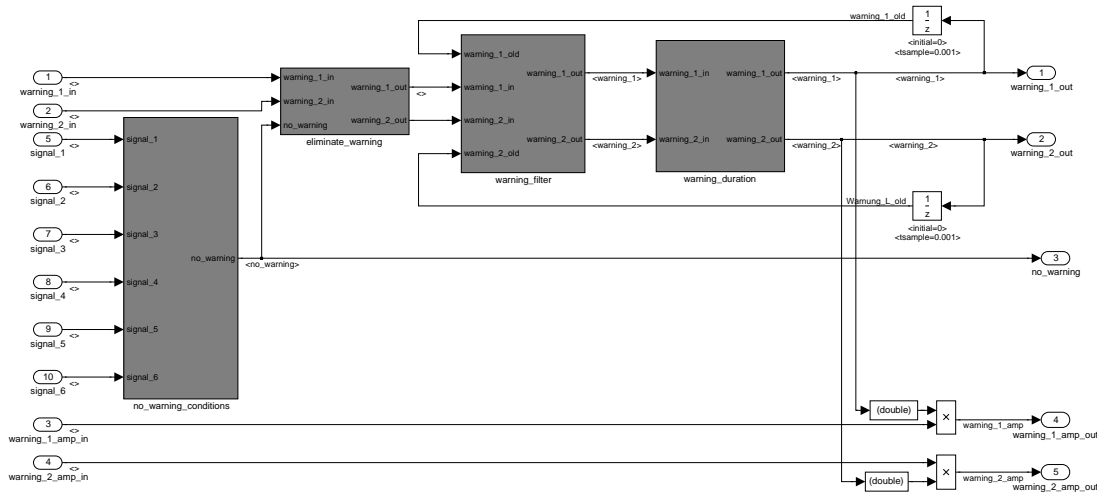 warning_1_old
1
z
<initial=0>
<tsample=0.001>
1
<>
warning_1_in
2
<>
warning_2_in
5
<>
signal_1
6
<>
signal_2
7
<>
signal_3
8
<>
signal_4
9
<>
signal_5
10
<>
signal_6
signal_1
signal_2
signal_3
signal_4
signal_5
signal_6
no_warning
no_warning_conditions
<no_warning>
warning_1_in
warning_2_in
no_warning
warning_1_out
warning_2_out
eliminate_warning
<>
warning_1_old
warning_1_in
warning_2_in
warning_2_old
warning_1_out
warning_2_out
warning_filter
<warning_1>
<warning_2>
warning_1_in
warning_2_in
warning_1_out
warning_2_out
warning_duration
<warning_1>
<warning_1>
1
warning_1_out
<warning_2>
<warning_2>
2
warning_2_out
Warnung_L_old
1
z
<initial=0>
<tsample=0.001>
3
no_warning
3
<>
warning_1_amp_in
(double)
×
warning_1_amp
4
warning_1_amp_out
4
<>
warning_2_amp_in
(double)
×
warning_2_amp
5
warning_2_amp_out